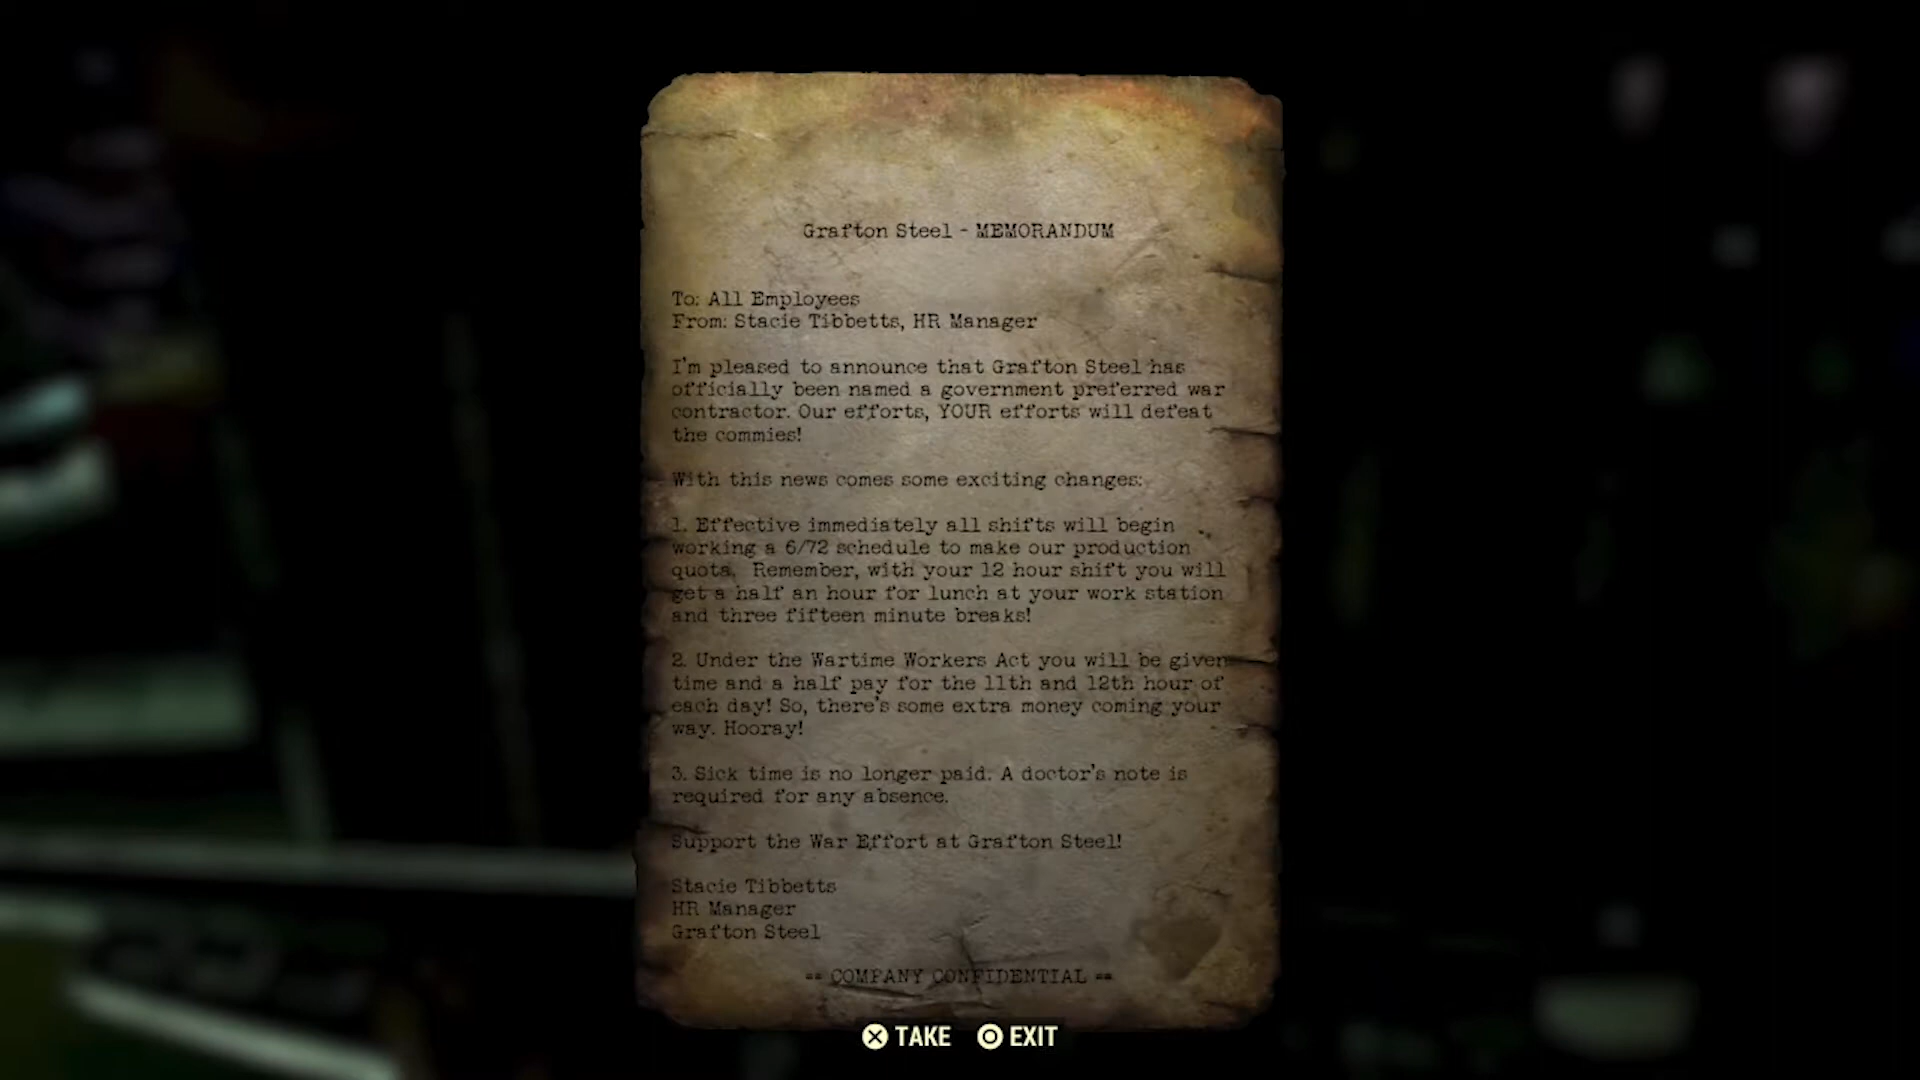 Grafton Steel - MEMORANDUM
To: All Employees
From: Stacie Tibbetts, HR Manager
I'm pleased to announce that Grafton Steel has
officially been named a government preferred war
contractor. Our efforts, YOUR efforts will defeat
the commies!
With this news comes some exciting changes:
1. Effective immediately all shifts will begin
working a 6/72 schedule to make our production
quota. Remember, with your 12 hour shift you will
get a half an hour for lunch at your work station
and three fifteen minute breaks!
2. Under the Wartime Workers Act you will be given
time and a half pay for the 11th and 12th hour of
each day! So, there's some extra money coming your
way. Hooray!
3. Sick time is no longer paid. A doctor's note is
required for any absence.
Support the War Effort at Grafton Steel!
Stacie Tibbetts
HR Manager
Grafton Steel
== COMPANY CONFIDENTIAL ==
TAKE EXIT